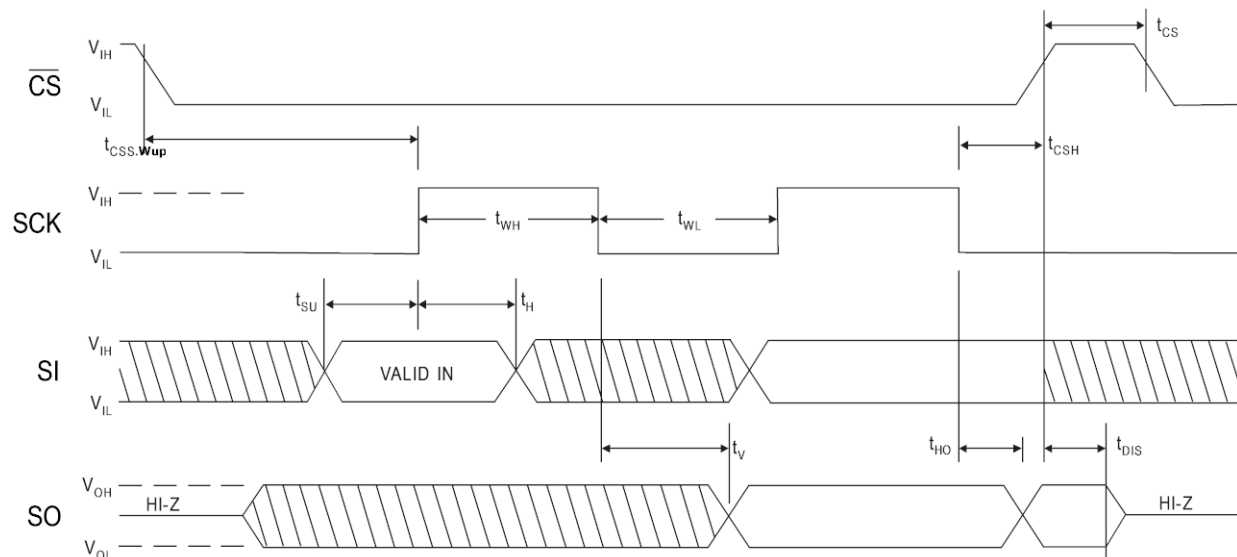 V_IH
t_CS
C̅S̅
V_IL
t_CSS.Wup
t_CSH
V_IH
SCK
t_WH
t_WL
V_IL
t_SU
t_H
V_IH
SI
VALID IN
V_IL
t_V
t_HO
t_DIS
V_OH
HI-Z
HI-Z
SO
V_OL